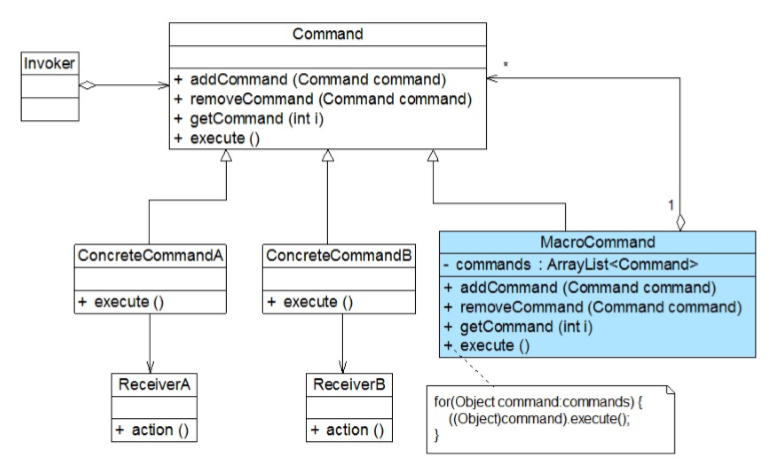 Command
Invoker
+ addCommand (Command command)
+ removeCommand (Command command)
+ getCommand (int i)
+ execute ()
*
1
ConcreteCommandA
+ execute ()
ConcreteCommandB
+ execute ()
MacroCommand
- commands : ArrayList<Command>
+ addCommand (Command command)
+ removeCommand (Command command)
+ getCommand (int i)
+ execute ()
ReceiverA
+ action ()
ReceiverB
+ action ()
for(Object command:commands) {
((Object)command).execute();
}